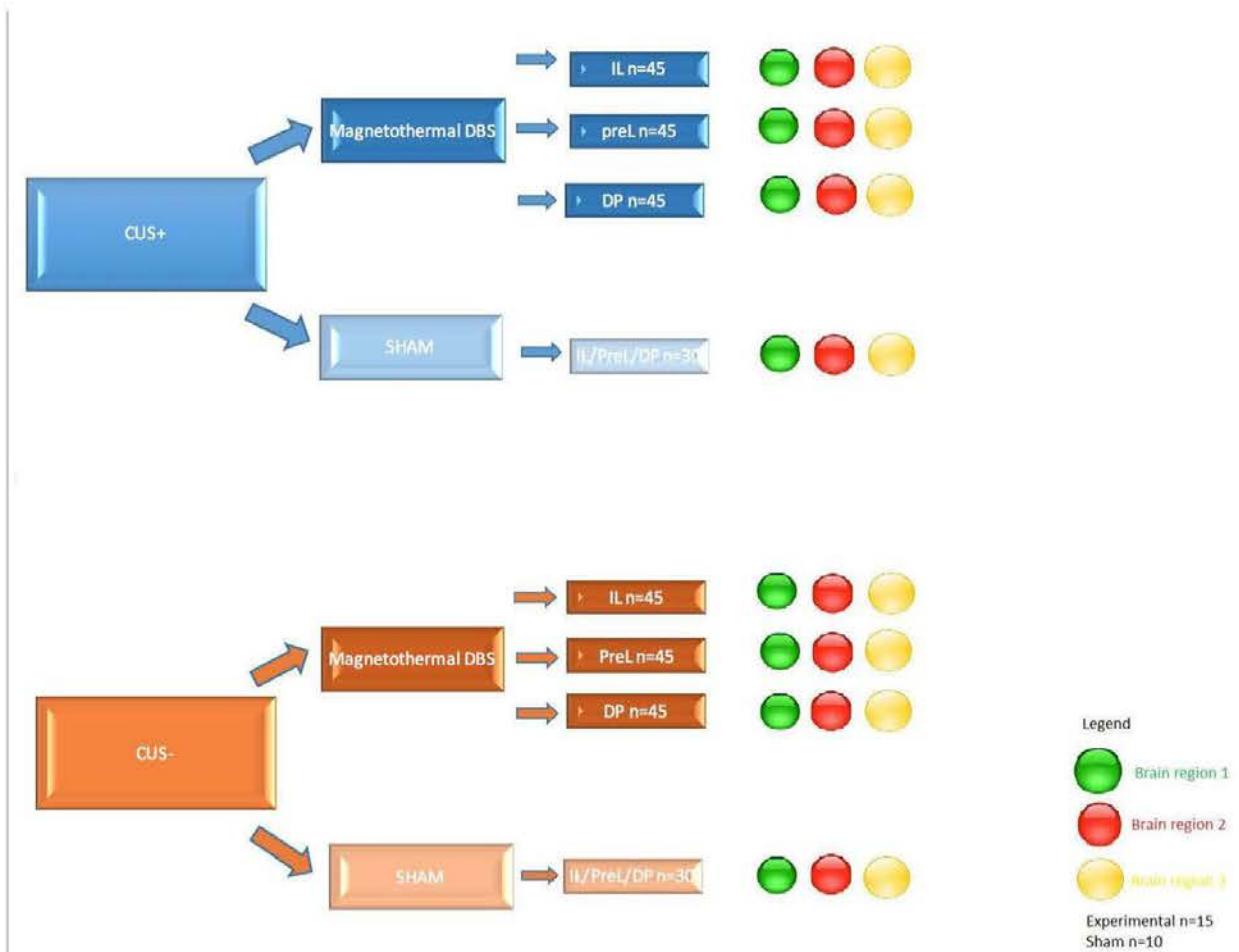 IL n=45
Magnetothermal DBS
preL n=45
DP n=45
CUS+
SHAM
IL/PreL/DP n=30
IL n=45
Magnetothermal DBS
PreL n=45
DP n=45
CUS-
SHAM
IL/PreL/DP n=30
Legend
Brain region 1
Brain region 2
Brain region 3
Experimental n=15
Sham n=10